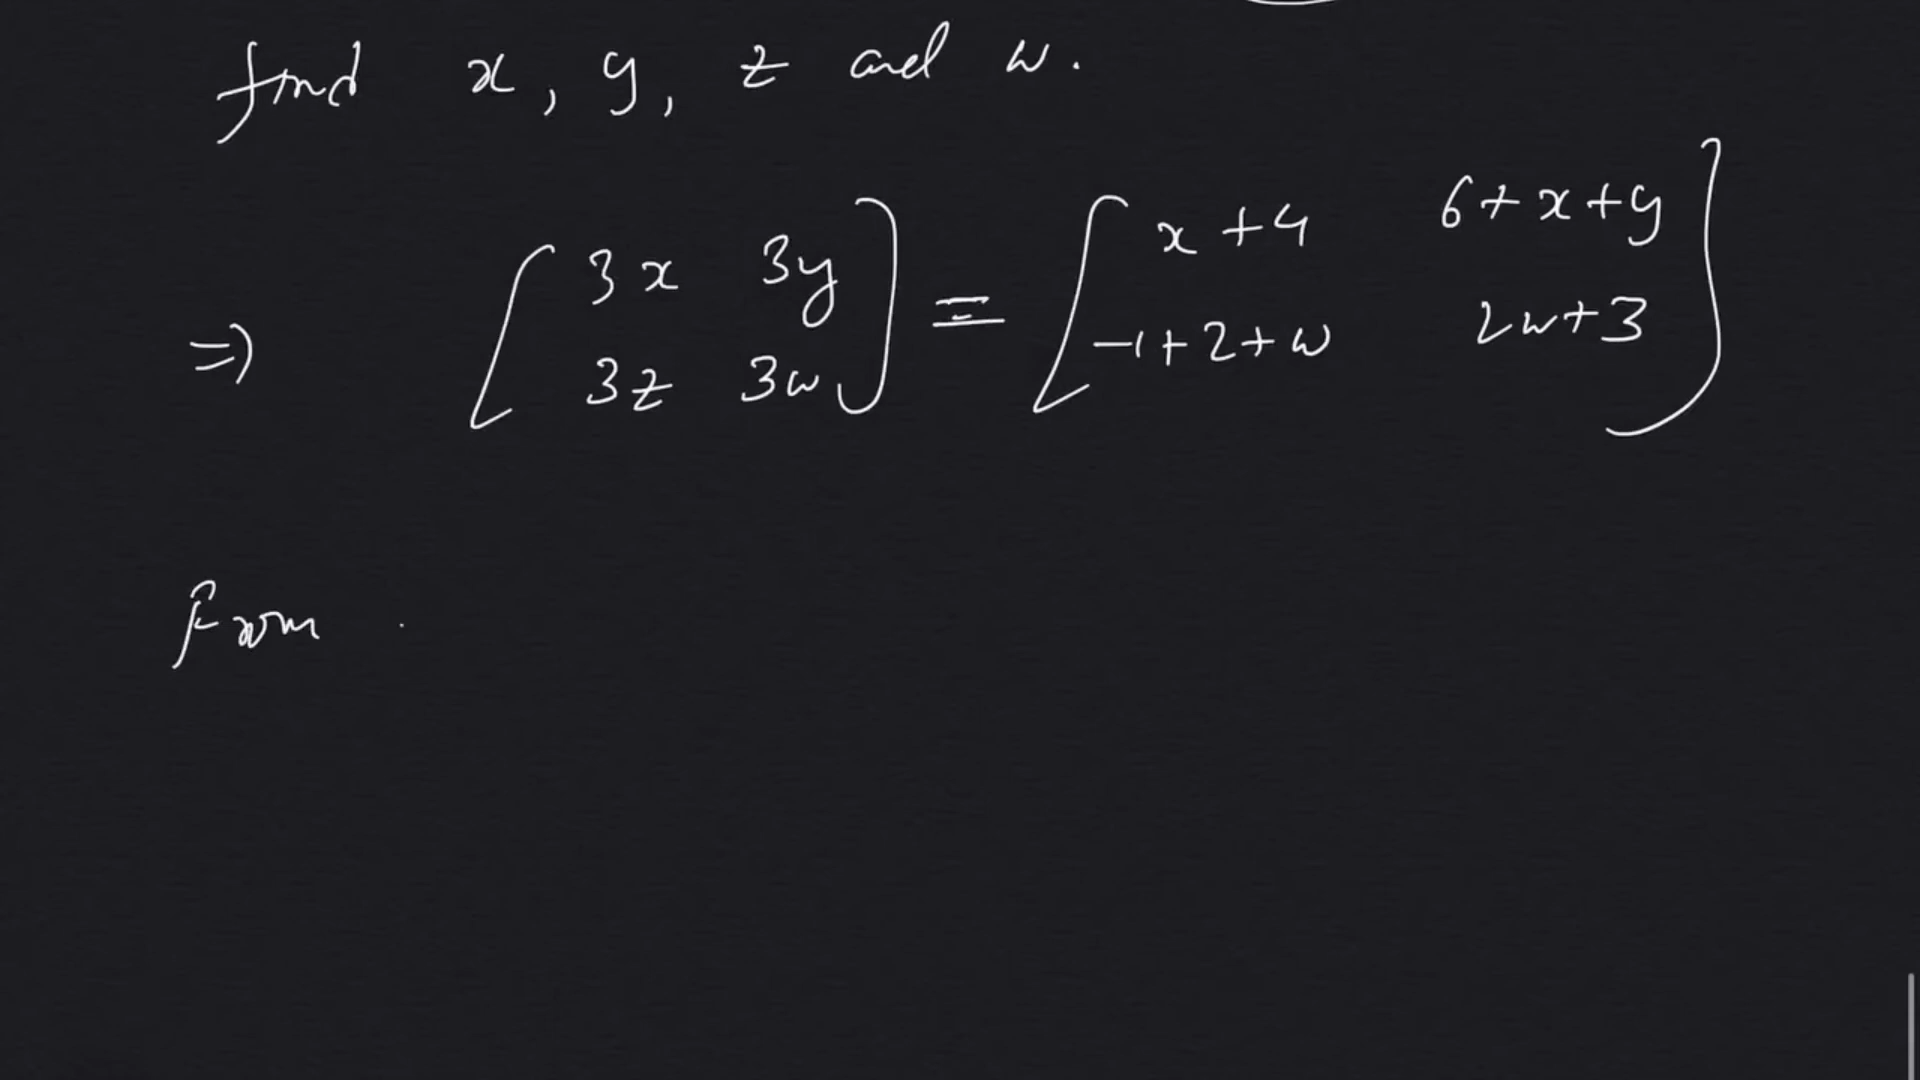 find x, y, z and w.
⇒ [ 3x 3y ] = [ x+4 6+x+y ]
[ 3z 3w ] [ -1+2+w 2w+3 ]
From